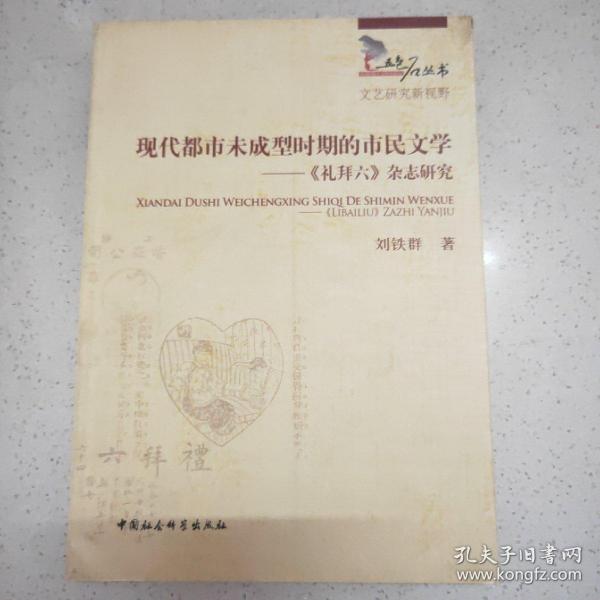 五色石丛书
文艺研究新视野
现代都市未成型时期的市民文学
——《礼拜六》杂志研究
XIANDAI DUSHI WEICHENGXING SHIQI DE SHIMIN WENXUE
——《LIBAILIU》ZAZHI YANJIU
刘铁群 著
六拜禮
中国社会科学出版社
孔夫子旧书网
www.kongfz.com